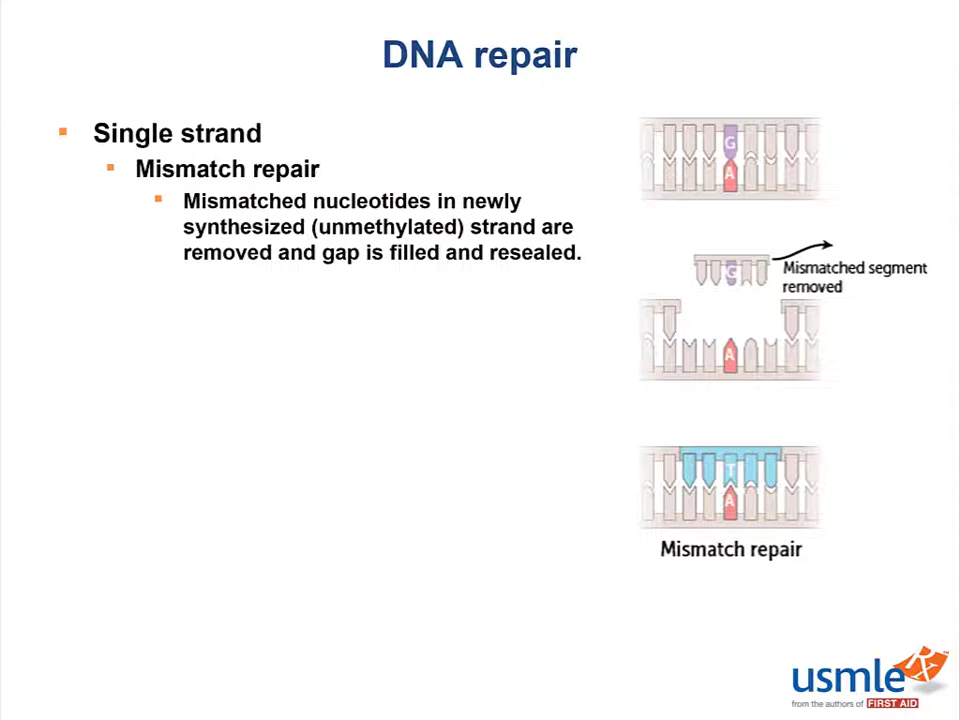 DNA repair
Single strand
Mismatch repair
Mismatched nucleotides in newly
synthesized (unmethylated) strand are
removed and gap is filled and resealed.
G
A
G
Mismatched segment
removed
A
T
A
Mismatch repair
usmle Rx™
from the authors of FIRST AID